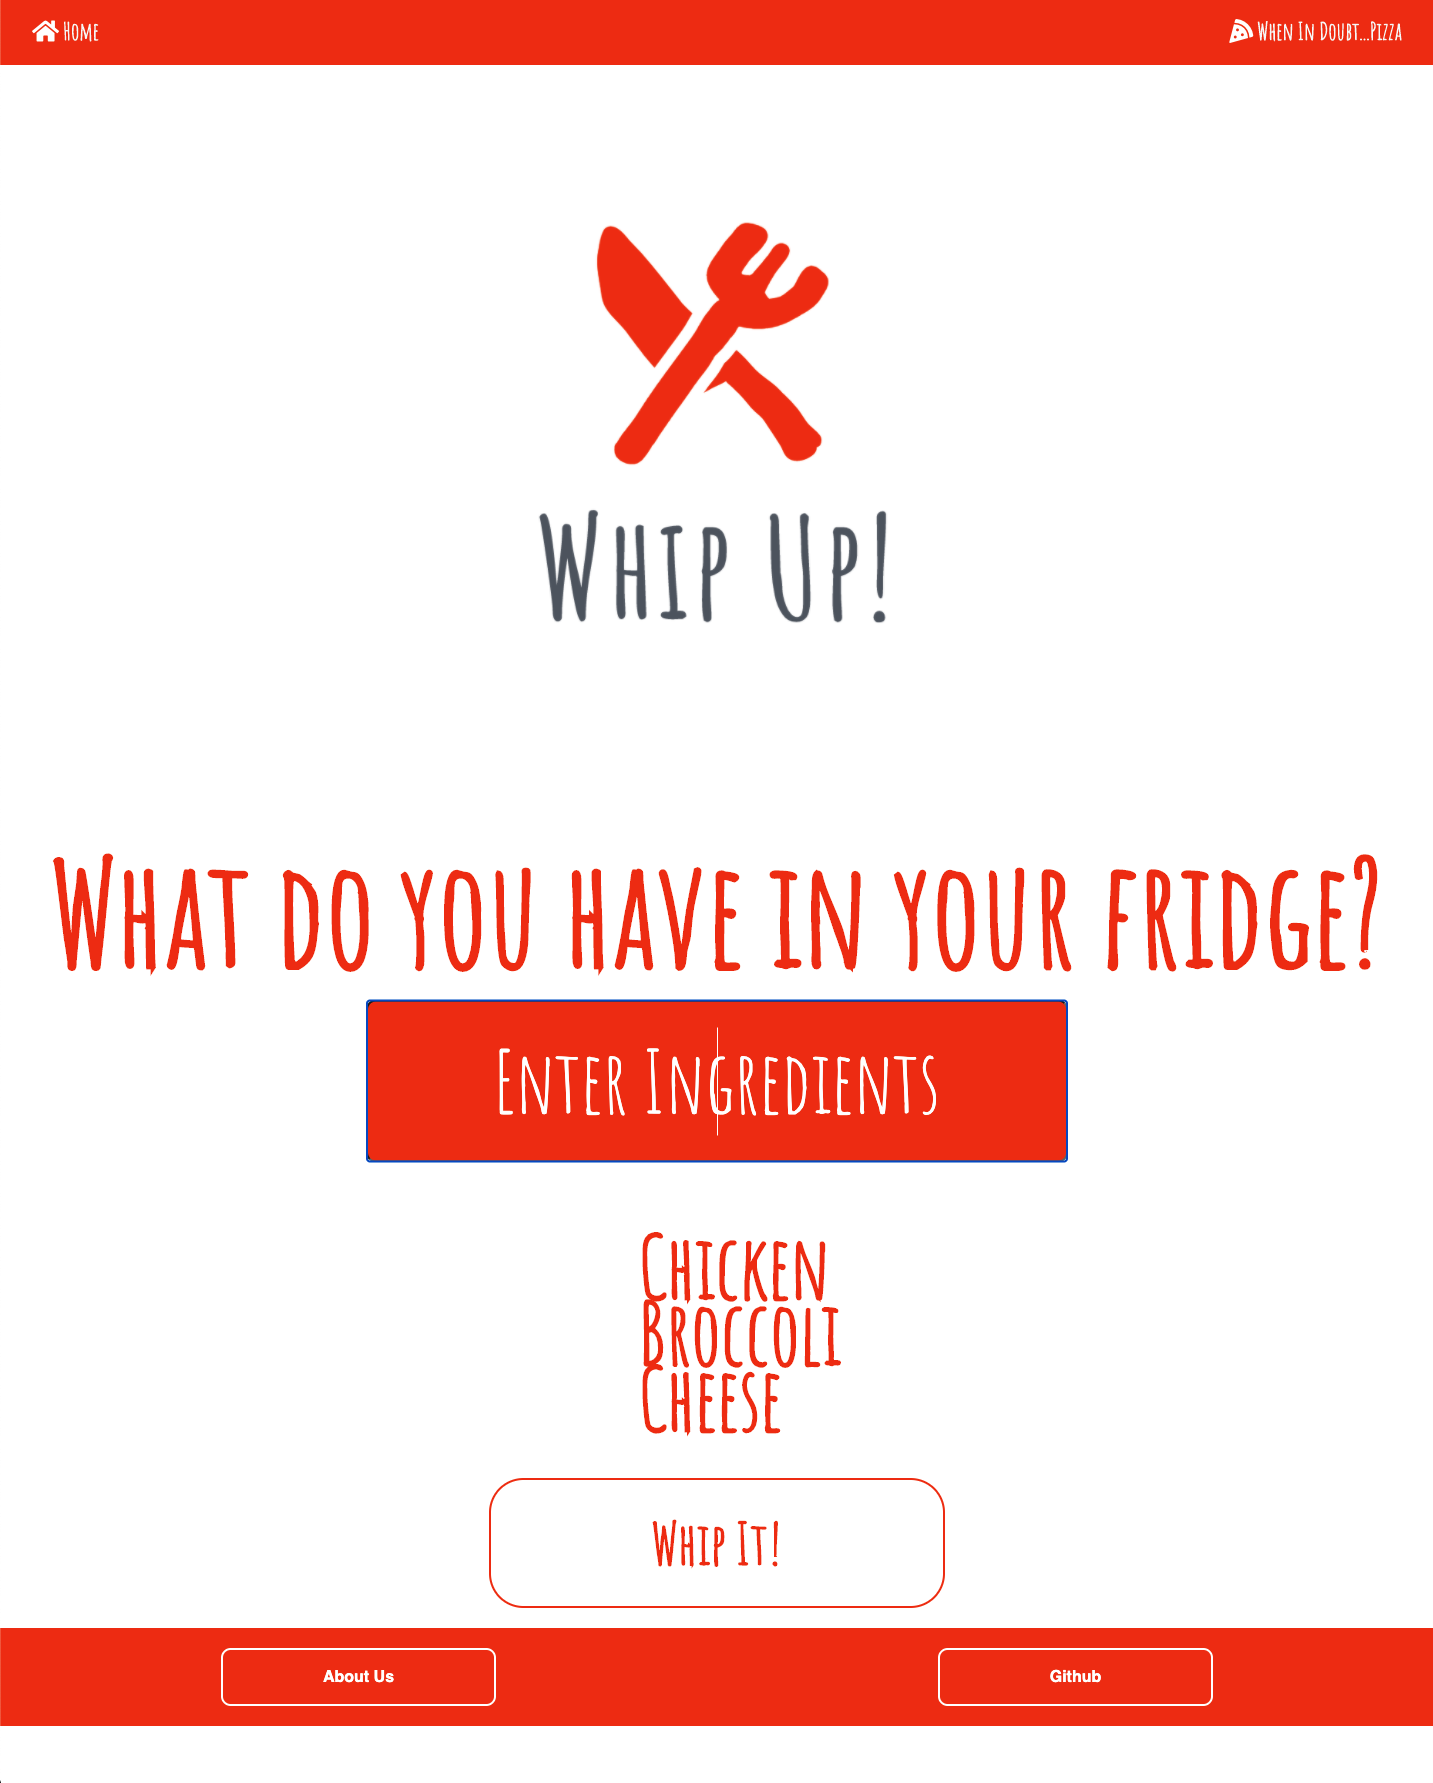 Home
When In Doubt...Pizza
Whip Up!
What do you have in your fridge?
Enter Ingredients
Chicken
Broccoli
Cheese
Whip It!
About Us
Github